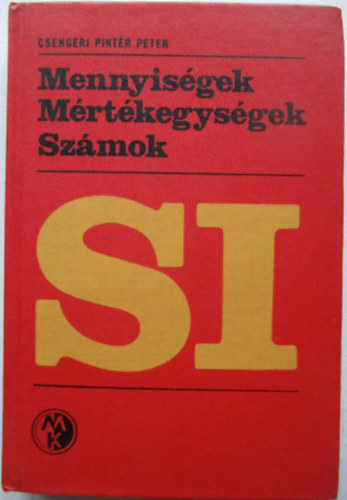 CSENGERI PINTÉR PÉTER
Mennyiségek
Mértékegységek
Számok
SI
MK